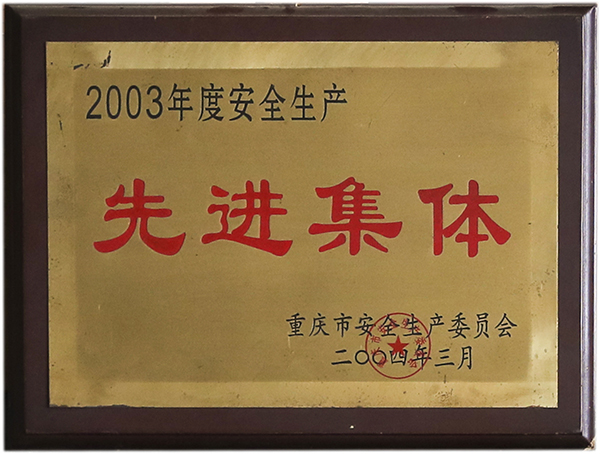 2003年度安全生产
先进集体
重庆市安全生产委员会
二〇〇四年三月